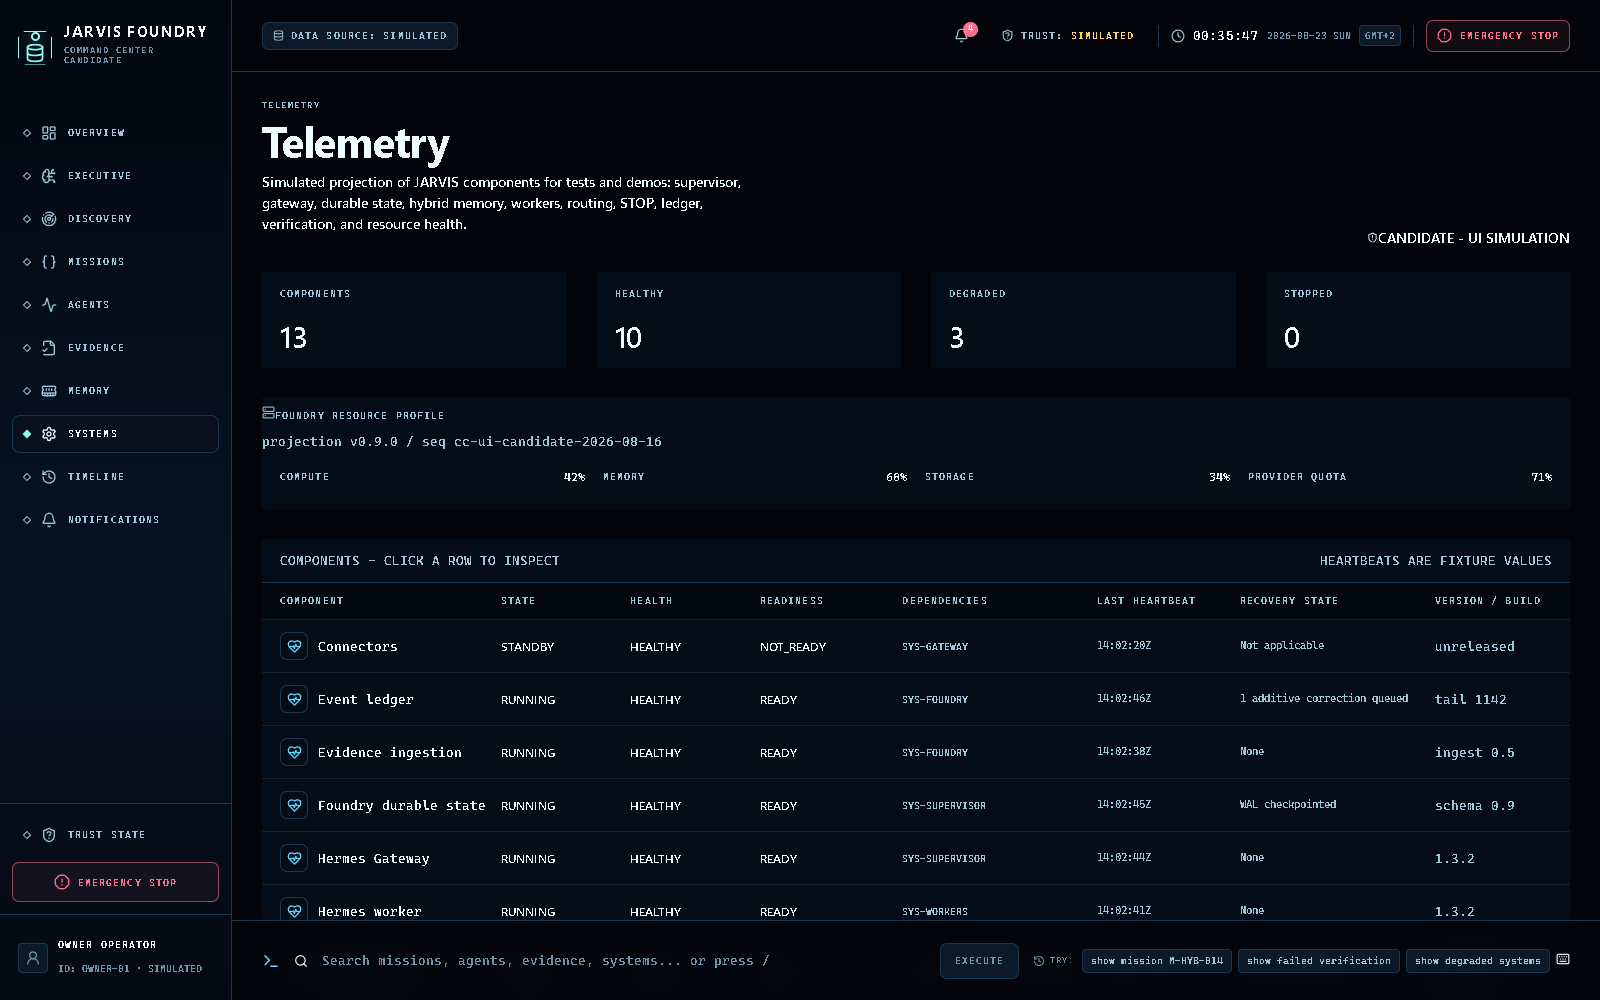 JARVIS FOUNDRY
COMMAND CENTER
CANDIDATE
OVERVIEW
EXECUTIVE
DISCOVERY
MISSIONS
AGENTS
EVIDENCE
MEMORY
SYSTEMS
TIMELINE
NOTIFICATIONS
TRUST STATE
EMERGENCY STOP
OWNER OPERATOR
ID: OWNER-01 · SIMULATED
DATA SOURCE: SIMULATED
4
TRUST: SIMULATED
00:35:47 2026-08-23 SUN GMT+2
EMERGENCY STOP
TELEMETRY
Telemetry
Simulated projection of JARVIS components for tests and demos: supervisor,
gateway, durable state, hybrid memory, workers, routing, STOP, ledger,
verification, and resource health.
CANDIDATE - UI SIMULATION
COMPONENTS
13
HEALTHY
10
DEGRADED
3
STOPPED
0
FOUNDRY RESOURCE PROFILE
projection v0.9.0 / seq cc-ui-candidate-2026-08-16
COMPUTE 42% MEMORY 68% STORAGE 34% PROVIDER QUOTA 71%
COMPONENTS - CLICK A ROW TO INSPECT HEARTBEATS ARE FIXTURE VALUES
COMPONENT STATE HEALTH READINESS DEPENDENCIES LAST HEARTBEAT RECOVERY STATE VERSION / BUILD
Connectors STANDBY HEALTHY NOT_READY SYS-GATEWAY 14:02:20Z Not applicable unreleased
Event ledger RUNNING HEALTHY READY SYS-FOUNDRY 14:02:46Z 1 additive correction queued tail 1142
Evidence ingestion RUNNING HEALTHY READY SYS-FOUNDRY 14:02:38Z None ingest 0.5
Foundry durable state RUNNING HEALTHY READY SYS-SUPERVISOR 14:02:45Z WAL checkpointed schema 0.9
Hermes Gateway RUNNING HEALTHY READY SYS-SUPERVISOR 14:02:44Z None 1.3.2
Hermes worker RUNNING HEALTHY READY SYS-WORKERS 14:02:41Z None 1.3.2
Search missions, agents, evidence, systems... or press /
EXECUTE
TRY: show mission M-HYB-014 show failed verification show degraded systems